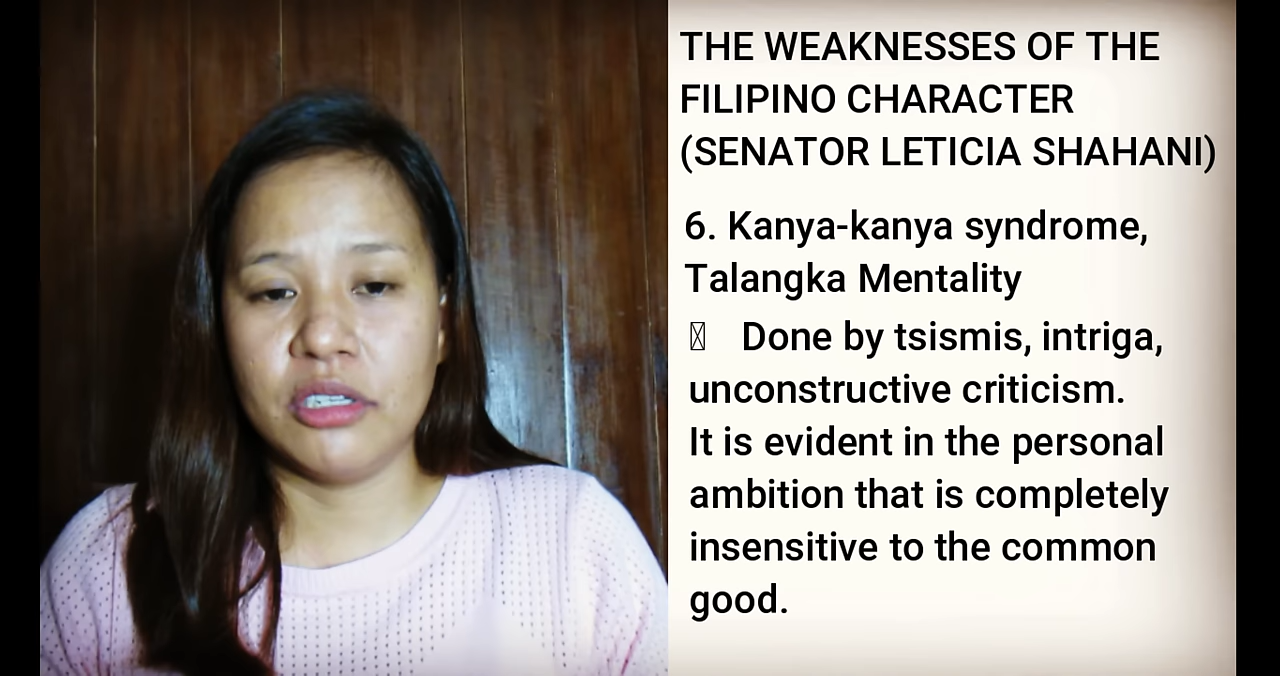 THE WEAKNESSES OF THE
FILIPINO CHARACTER
(SENATOR LETICIA SHAHANI)
6. Kanya-kanya syndrome,
Talangka Mentality
Done by tsismis, intriga,
unconstructive criticism.
It is evident in the personal
ambition that is completely
insensitive to the common
good.